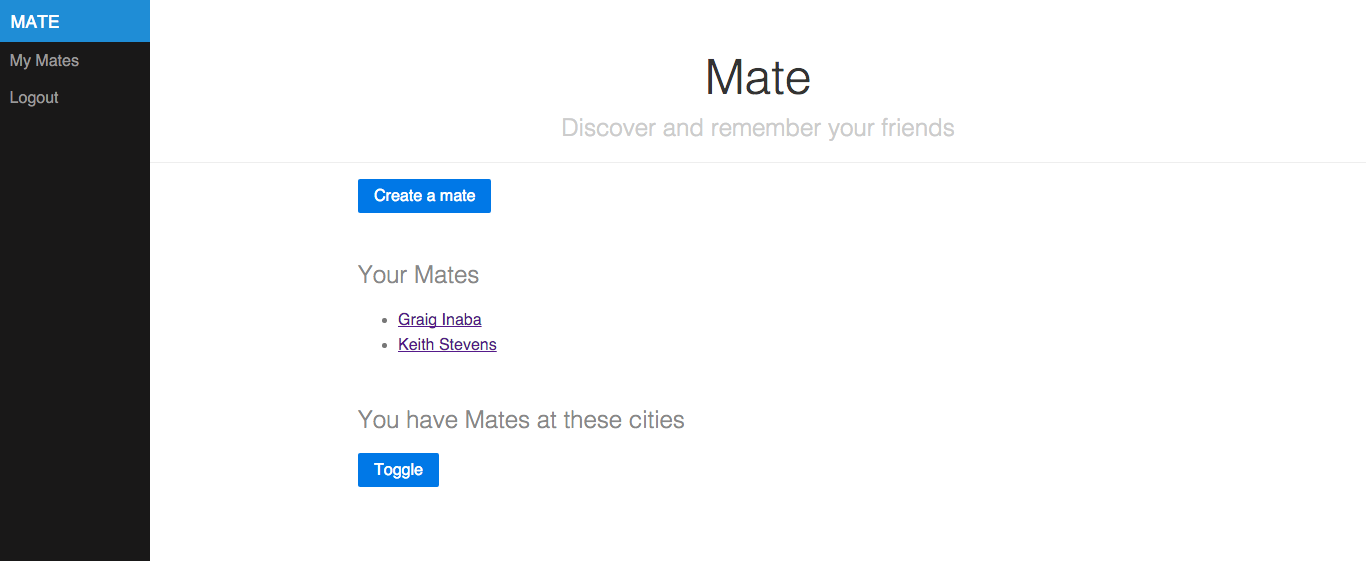 MATE
My Mates
Logout
Mate
Discover and remember your friends
Create a mate
Your Mates
Graig Inaba
Keith Stevens
You have Mates at these cities
Toggle